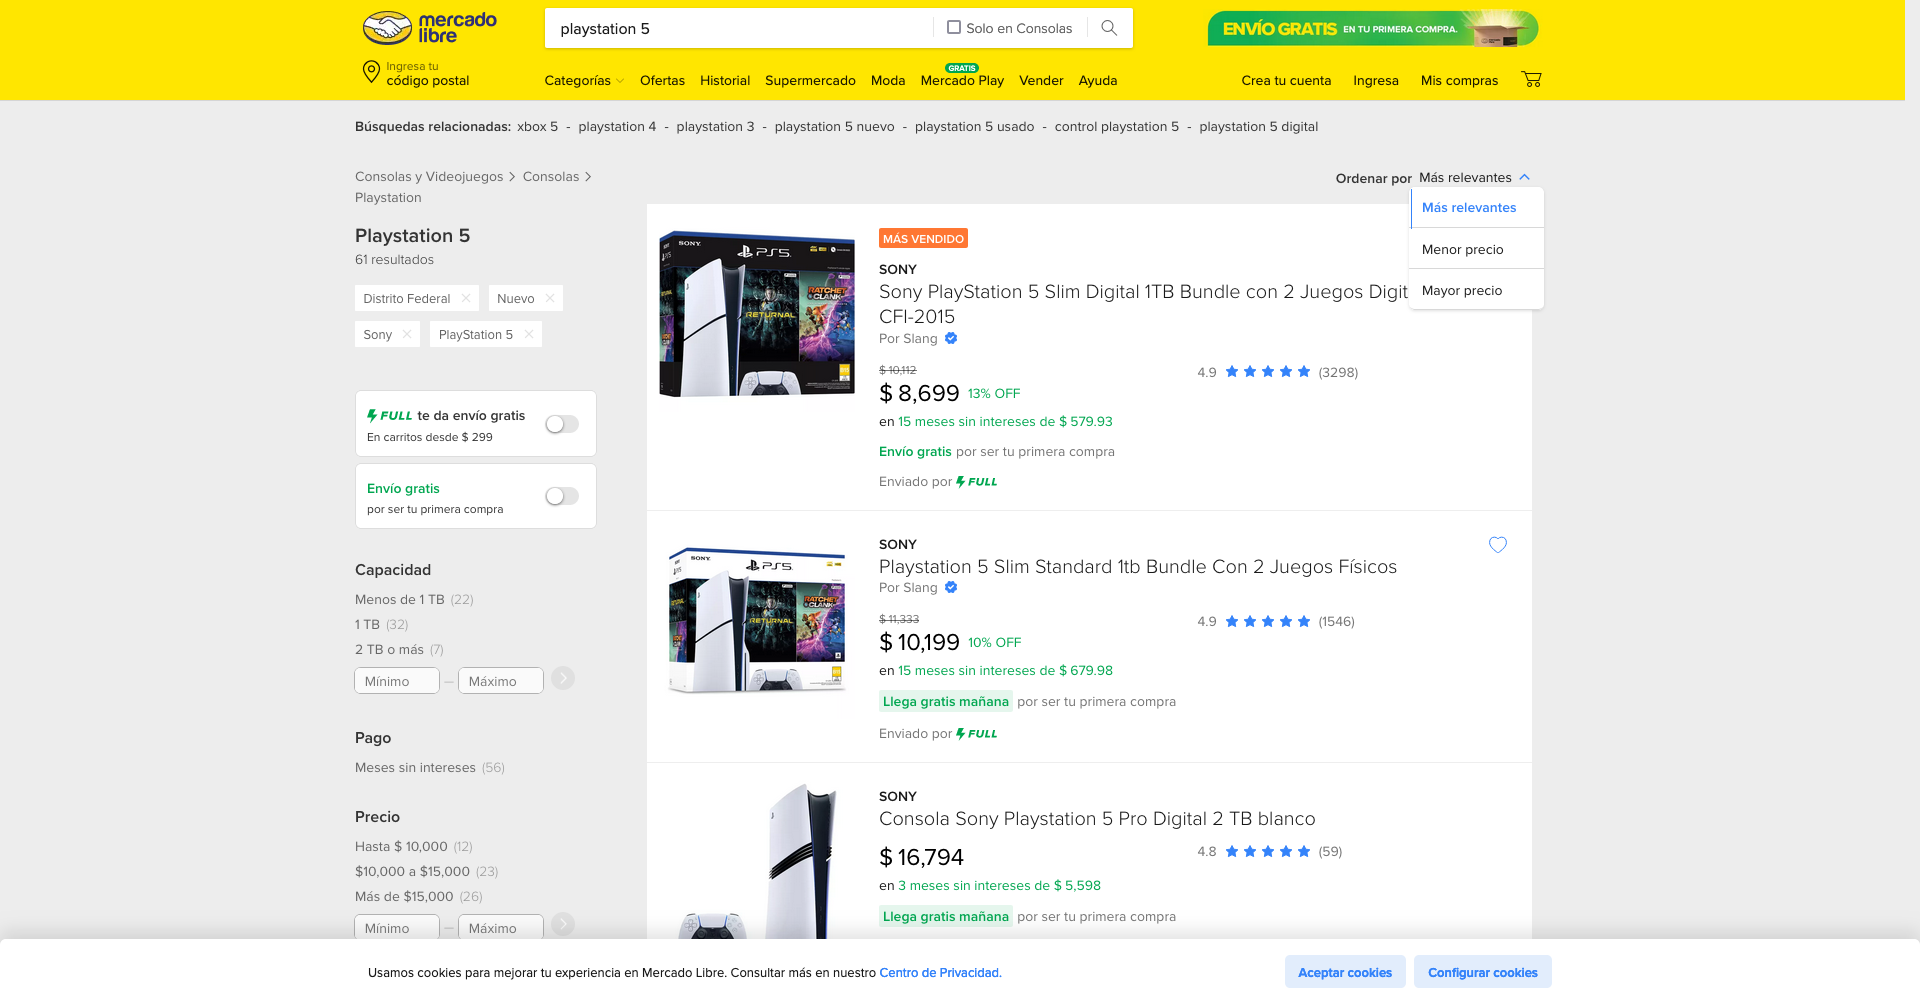 mercado
libre
playstation 5
Solo en Consolas
ENVÍO GRATIS EN TU PRIMERA COMPRA.
Ingresa tu
código postal
Categorías
Ofertas
Historial
Supermercado
Moda
GRATIS
Mercado Play
Vender
Ayuda
Crea tu cuenta
Ingresa
Mis compras
Búsquedas relacionadas: xbox 5 - playstation 4 - playstation 3 - playstation 5 nuevo - playstation 5 usado - control playstation 5 - playstation 5 digital
Consolas y Videojuegos > Consolas >
Playstation
Playstation 5
61 resultados
Distrito Federal
Nuevo
Sony
PlayStation 5
FULL te da envío gratis
En carritos desde $ 299
Envío gratis
por ser tu primera compra
Capacidad
Menos de 1 TB (22)
1 TB (32)
2 TB o más (7)
Mínimo – Máximo
Pago
Meses sin intereses (56)
Precio
Hasta $ 10,000 (12)
$10,000 a $15,000 (23)
Más de $15,000 (26)
Mínimo – Máximo
Ordenar por Más relevantes
Más relevantes
Menor precio
Mayor precio
SONY
PS5
RETURNAL
RATCHET & CLANK
MÁS VENDIDO
SONY
Sony PlayStation 5 Slim Digital 1TB Bundle con 2 Juegos Digit
CFI-2015
Por Slang
$ 10,112
$ 8,699 13% OFF
en 15 meses sin intereses de $ 579.93
Envío gratis por ser tu primera compra
Enviado por FULL
4.9 (3298)
SONY
PS5
RETURNAL
RATCHET & CLANK
SONY
Playstation 5 Slim Standard 1tb Bundle Con 2 Juegos Físicos
Por Slang
$ 11,333
$ 10,199 10% OFF
en 15 meses sin intereses de $ 679.98
Llega gratis mañana por ser tu primera compra
Enviado por FULL
4.9 (1546)
SONY
Consola Sony Playstation 5 Pro Digital 2 TB blanco
$ 16,794
en 3 meses sin intereses de $ 5,598
Llega gratis mañana por ser tu primera compra
4.8 (59)
Usamos cookies para mejorar tu experiencia en Mercado Libre. Consultar más en nuestro Centro de Privacidad.
Aceptar cookies
Configurar cookies